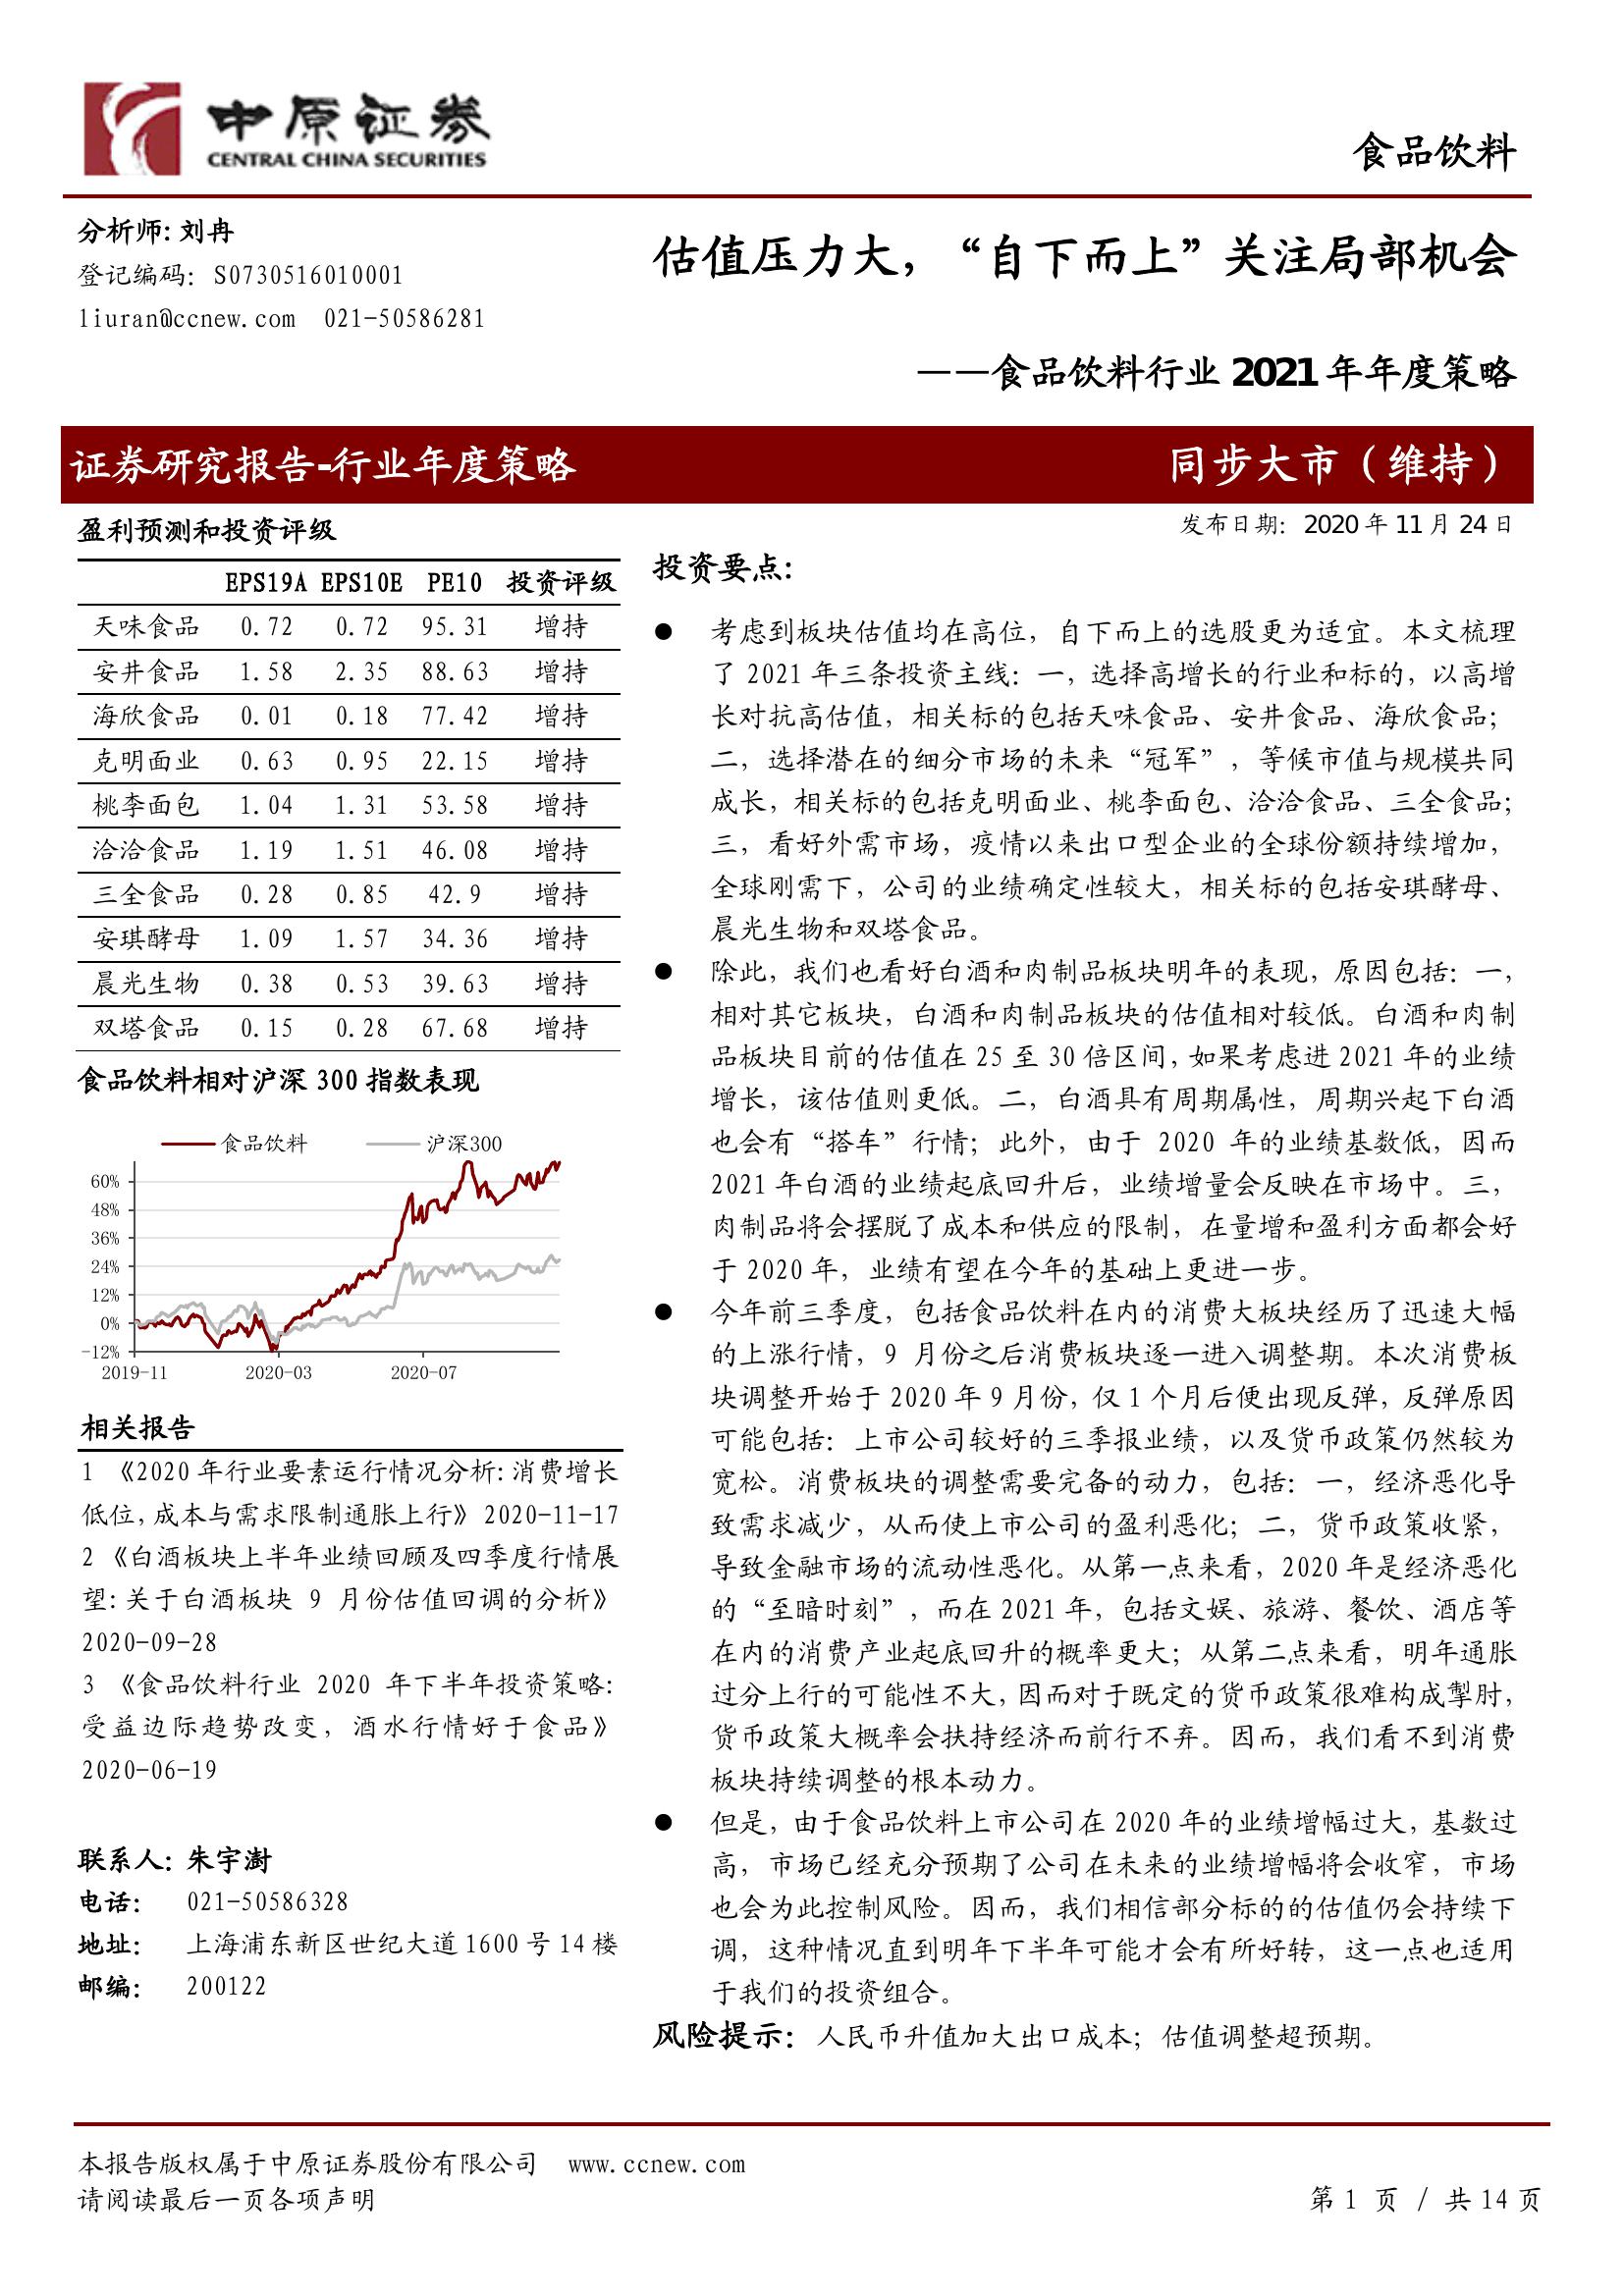 中原证券
CENTRAL CHINA SECURITIES
食品饮料
分析师: 刘冉
登记编码：S0730516010001
liuran@ccnew.com 021-50586281
估值压力大，“自下而上”关注局部机会
——食品饮料行业 2021 年年度策略
证券研究报告-行业年度策略
同步大市（维持）
盈利预测和投资评级
EPS19A EPS10E PE10 投资评级
天味食品 0.72 0.72 95.31 增持
安井食品 1.58 2.35 88.63 增持
海欣食品 0.01 0.18 77.42 增持
克明面业 0.63 0.95 22.15 增持
桃李面包 1.04 1.31 53.58 增持
洽洽食品 1.19 1.51 46.08 增持
三全食品 0.28 0.85 42.9 增持
安琪酵母 1.09 1.57 34.36 增持
晨光生物 0.38 0.53 39.63 增持
双塔食品 0.15 0.28 67.68 增持
食品饮料相对沪深 300 指数表现
食品饮料 沪深300
60%
48%
36%
24%
12%
0%
-12%
2019-11 2020-03 2020-07
相关报告
1 《2020 年行业要素运行情况分析: 消费增长
低位, 成本与需求限制通胀上行》 2020-11-17
2 《白酒板块上半年业绩回顾及四季度行情展
望: 关于白酒板块 9 月份估值回调的分析》
2020-09-28
3 《食品饮料行业 2020 年下半年投资策略:
受益边际趋势改变，酒水行情好于食品》
2020-06-19
联系人: 朱宇澍
电话： 021-50586328
地址： 上海浦东新区世纪大道 1600 号 14 楼
邮编： 200122
发布日期：2020 年 11 月 24 日
投资要点:
● 考虑到板块估值均在高位，自下而上的选股更为适宜。本文梳理
了 2021 年三条投资主线：一，选择高增长的行业和标的，以高增
长对抗高估值，相关标的包括天味食品、安井食品、海欣食品；
二，选择潜在的细分市场的未来“冠军”，等候市值与规模共同
成长，相关标的包括克明面业、桃李面包、洽洽食品、三全食品；
三，看好外需市场，疫情以来出口型企业的全球份额持续增加，
全球刚需下，公司的业绩确定性较大，相关标的包括安琪酵母、
晨光生物和双塔食品。
● 除此，我们也看好白酒和肉制品板块明年的表现，原因包括：一，
相对其它板块，白酒和肉制品板块的估值相对较低。白酒和肉制
品板块目前的估值在 25 至 30 倍区间，如果考虑进 2021 年的业绩
增长，该估值则更低。二，白酒具有周期属性，周期兴起下白酒
也会有“搭车”行情；此外，由于 2020 年的业绩基数低，因而
2021 年白酒的业绩起底回升后，业绩增量会反映在市场中。三，
肉制品将会摆脱了成本和供应的限制，在量增和盈利方面都会好
于 2020 年，业绩有望在今年的基础上更进一步。
● 今年前三季度，包括食品饮料在内的消费大板块经历了迅速大幅
的上涨行情，9 月份之后消费板块逐一进入调整期。本次消费板
块调整开始于 2020 年 9 月份，仅 1 个月后便出现反弹，反弹原因
可能包括：上市公司较好的三季报业绩，以及货币政策仍然较为
宽松。消费板块的调整需要完备的动力，包括：一，经济恶化导
致需求减少，从而使上市公司的盈利恶化；二，货币政策收紧，
导致金融市场的流动性恶化。从第一点来看，2020 年是经济恶化
的“至暗时刻”，而在 2021 年，包括文娱、旅游、餐饮、酒店等
在内的消费产业起底回升的概率更大；从第二点来看，明年通胀
过分上行的可能性不大，因而对于既定的货币政策很难构成掣肘，
货币政策大概率会扶持经济而前行不弃。因而，我们看不到消费
板块持续调整的根本动力。
● 但是，由于食品饮料上市公司在 2020 年的业绩增幅过大，基数过
高，市场已经充分预期了公司在未来的业绩增幅将会收窄，市场
也会为此控制风险。因而，我们相信部分标的的估值仍会持续下
调，这种情况直到明年下半年可能才会有所好转，这一点也适用
于我们的投资组合。
风险提示：人民币升值加大出口成本；估值调整超预期。
本报告版权属于中原证券股份有限公司 www.ccnew.com
请阅读最后一页各项声明
第 1 页 / 共 14 页